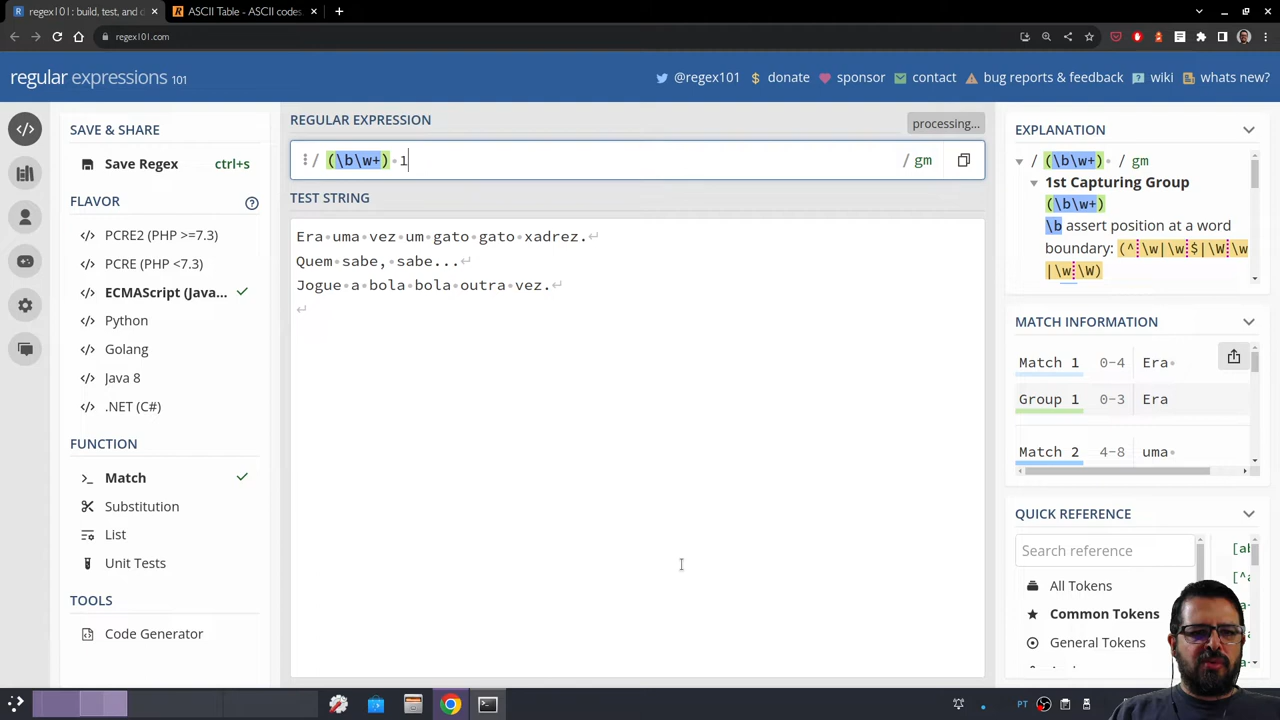 regex101: build, test, and d
ASCII Table - ASCII codes,
regex101.com
regular expressions 101
@regex101
donate
sponsor
contact
bug reports & feedback
wiki
whats new?
SAVE & SHARE
Save Regex
ctrl+s
FLAVOR
PCRE2 (PHP >=7.3)
PCRE (PHP <7.3)
ECMAScript (Java...
Python
Golang
Java 8
.NET (C#)
FUNCTION
Match
Substitution
List
Unit Tests
TOOLS
Code Generator
REGULAR EXPRESSION
processing...
/ (\b\w+)·1
/ gm
TEST STRING
Era·uma·vez·um·gato·gato·xadrez.↵
Quem·sabe,·sabe...↵
Jogue·a·bola·bola·outra·vez.↵
↵
EXPLANATION
/ (\b\w+)· / gm
1st Capturing Group
(\b\w+)
\b assert position at a word
boundary: (^\w|\w$|\W\w
|\w\W)
MATCH INFORMATION
Match 1 0-4 Era·
Group 1 0-3 Era
Match 2 4-8 uma·
QUICK REFERENCE
Search reference
All Tokens
Common Tokens
General Tokens
PT